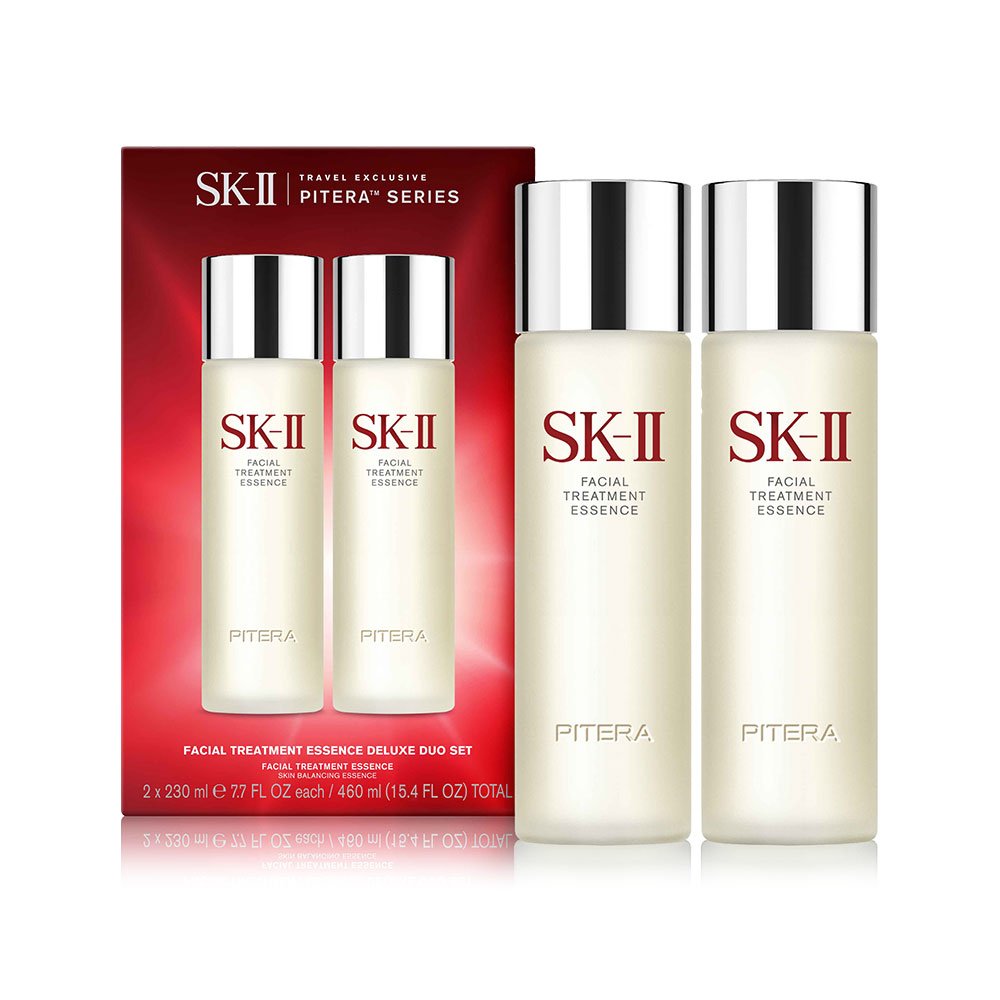 SK-II
TRAVEL EXCLUSIVE
PITERA™ SERIES
SK-II
FACIAL
TREATMENT
ESSENCE
PITERA
SK-II
FACIAL
TREATMENT
ESSENCE
PITERA
FACIAL TREATMENT ESSENCE DELUXE DUO SET
FACIAL TREATMENT ESSENCE
SKIN BALANCING ESSENCE
2 x 230 ml ℮ 7.7 FL OZ each / 460 ml (15.4 FL OZ) TOTAL
SK-II
FACIAL
TREATMENT
ESSENCE
PITERA
SK-II
FACIAL
TREATMENT
ESSENCE
PITERA